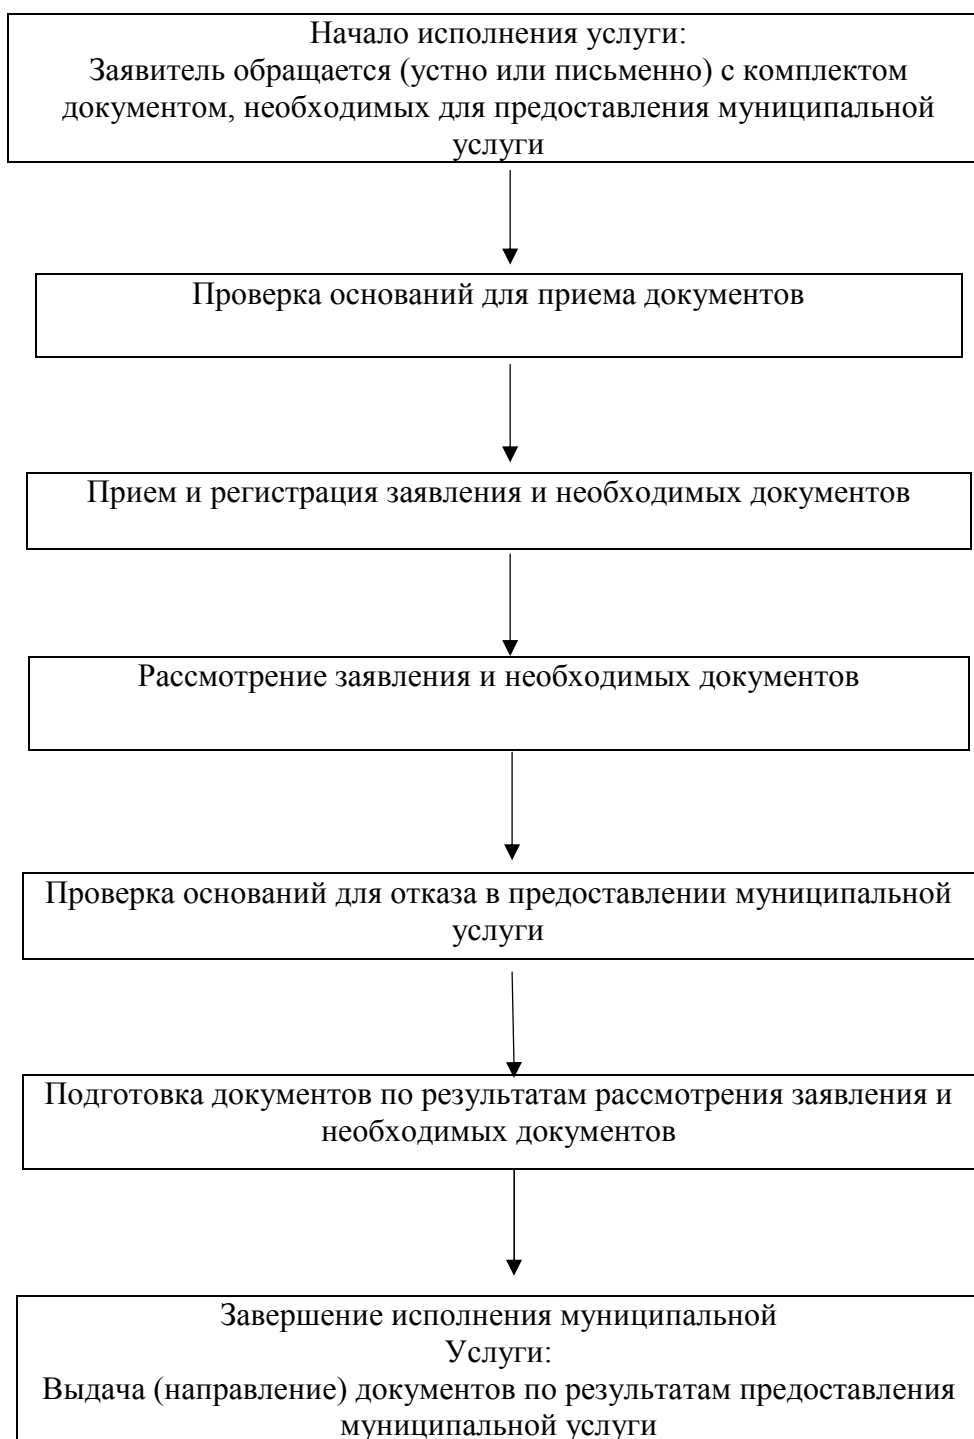 Начало исполнения услуги:
Заявитель обращается (устно или письменно) с комплектом
документом, необходимых для предоставления муниципальной
услуги
Проверка оснований для приема документов
Прием и регистрация заявления и необходимых документов
Рассмотрение заявления и необходимых документов
Проверка оснований для отказа в предоставлении муниципальной
услуги
Подготовка документов по результатам рассмотрения заявления и
необходимых документов
Завершение исполнения муниципальной
Услуги:
Выдача (направление) документов по результатам предоставления
муниципальной услуги